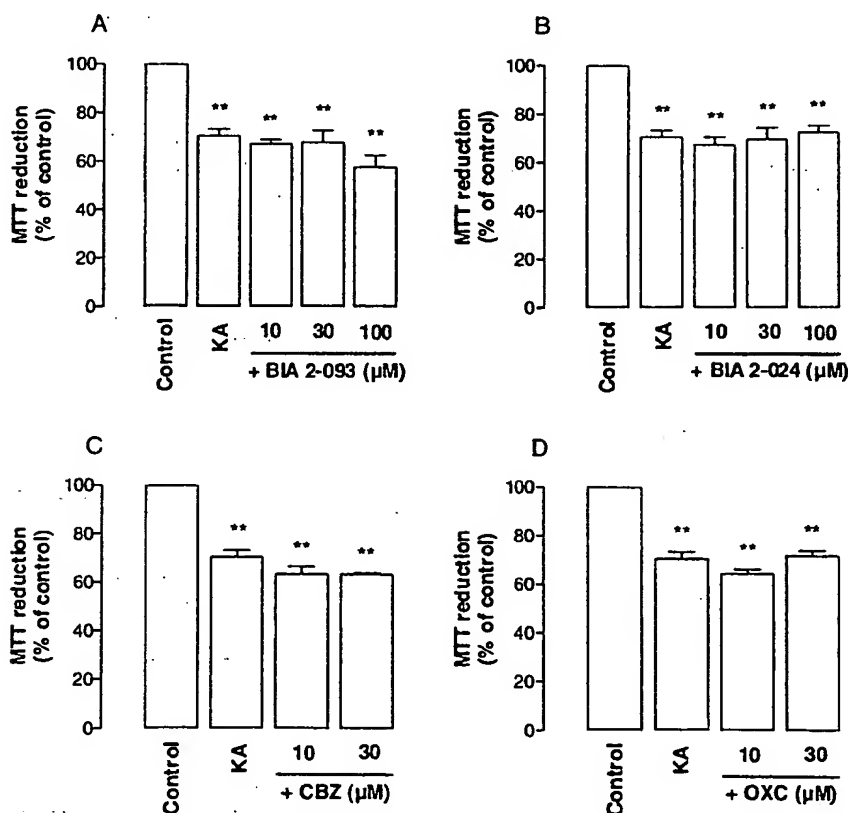 A
MTT reduction
(% of control)
100
80
60
40
20
0
**
**
**
**
Control
KA
10
30
100
+ BIA 2-093 (µM)
B
MTT reduction
(% of control)
100
80
60
40
20
0
**
**
**
**
Control
KA
10
30
100
+ BIA 2-024 (µM)
C
MTT reduction
(% of control)
100
80
60
40
20
0
**
**
**
Control
KA
10
30
+ CBZ (µM)
D
MTT reduction
(% of control)
100
80
60
40
20
0
**
**
**
Control
KA
10
30
+ OXC (µM)